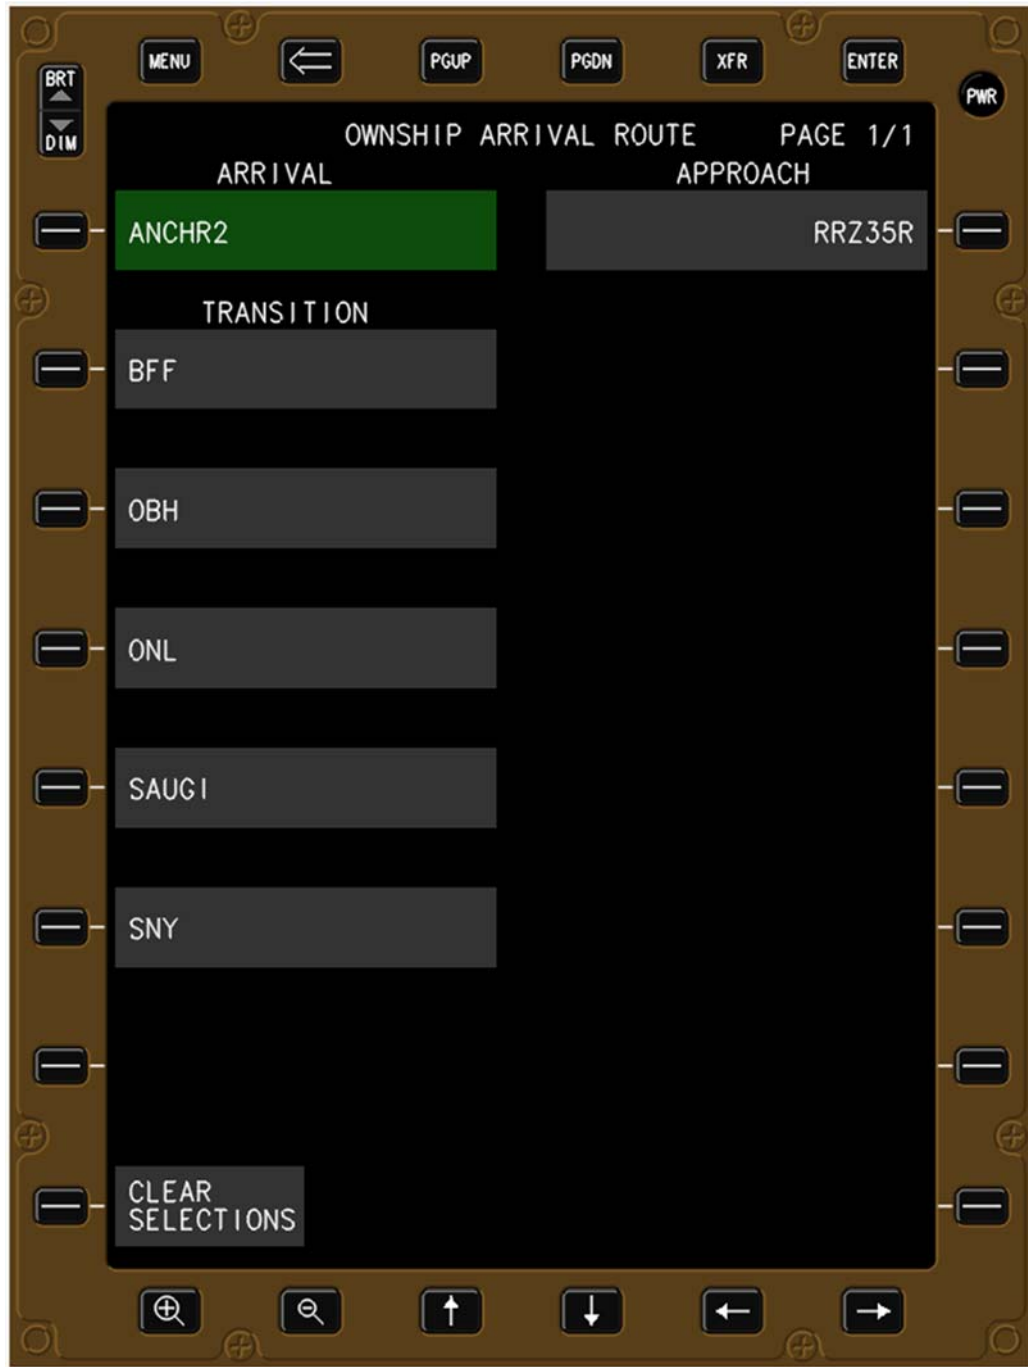 MENU
PGUP
PGDN
XFR
ENTER
BRT
DIM
PWR
OWNSHIP ARRIVAL ROUTE PAGE 1/1
ARRIVAL APPROACH
ANCHR2 RRZ35R
TRANSITION
BFF
OBH
ONL
SAUGI
SNY
CLEAR
SELECTIONS